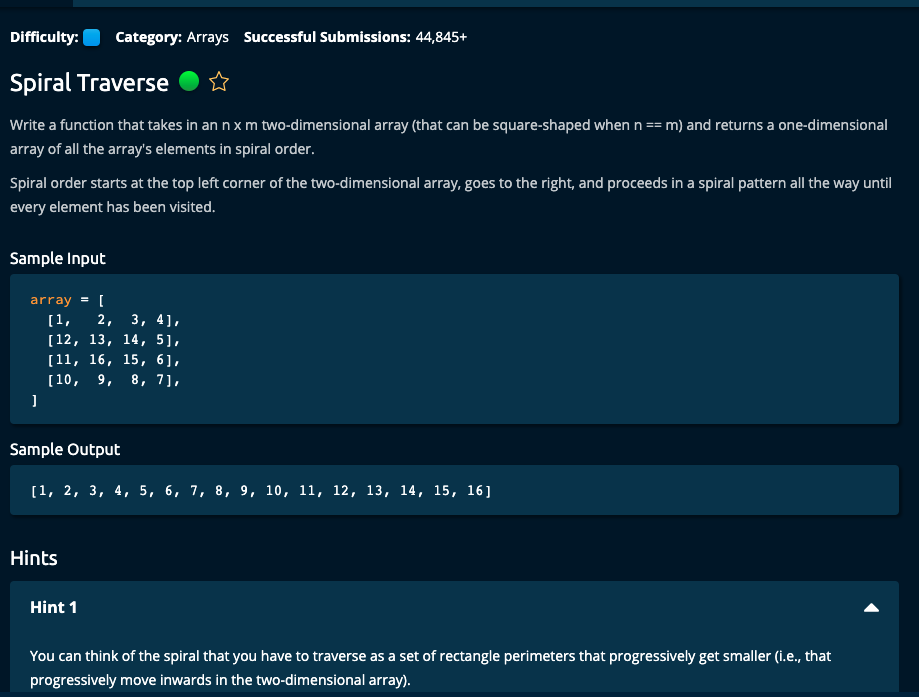 Difficulty: Category: Arrays Successful Submissions: 44,845+
Spiral Traverse
Write a function that takes in an n x m two-dimensional array (that can be square-shaped when n == m) and returns a one-dimensional
array of all the array's elements in spiral order.
Spiral order starts at the top left corner of the two-dimensional array, goes to the right, and proceeds in a spiral pattern all the way until
every element has been visited.
Sample Input
array = [
  [1,   2,  3, 4],
  [12, 13, 14, 5],
  [11, 16, 15, 6],
  [10,  9,  8, 7],
]
Sample Output
[1, 2, 3, 4, 5, 6, 7, 8, 9, 10, 11, 12, 13, 14, 15, 16]
Hints
Hint 1
You can think of the spiral that you have to traverse as a set of rectangle perimeters that progressively get smaller (i.e., that
progressively move inwards in the two-dimensional array).